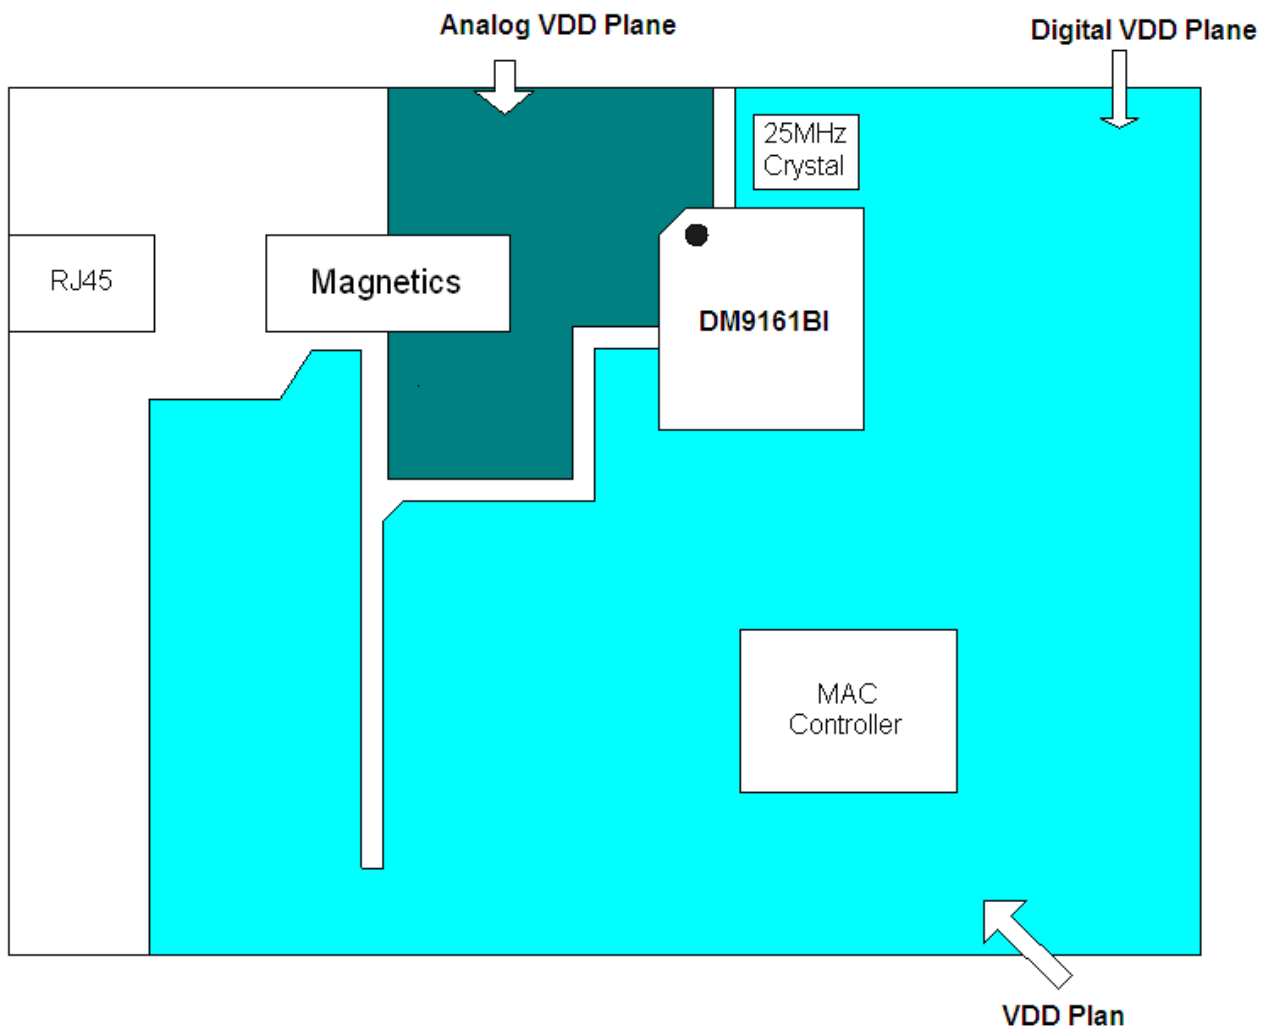 Analog VDD Plane
Digital VDD Plane
25MHz
Crystal
RJ45
Magnetics
DM9161BI
MAC
Controller
VDD Plan